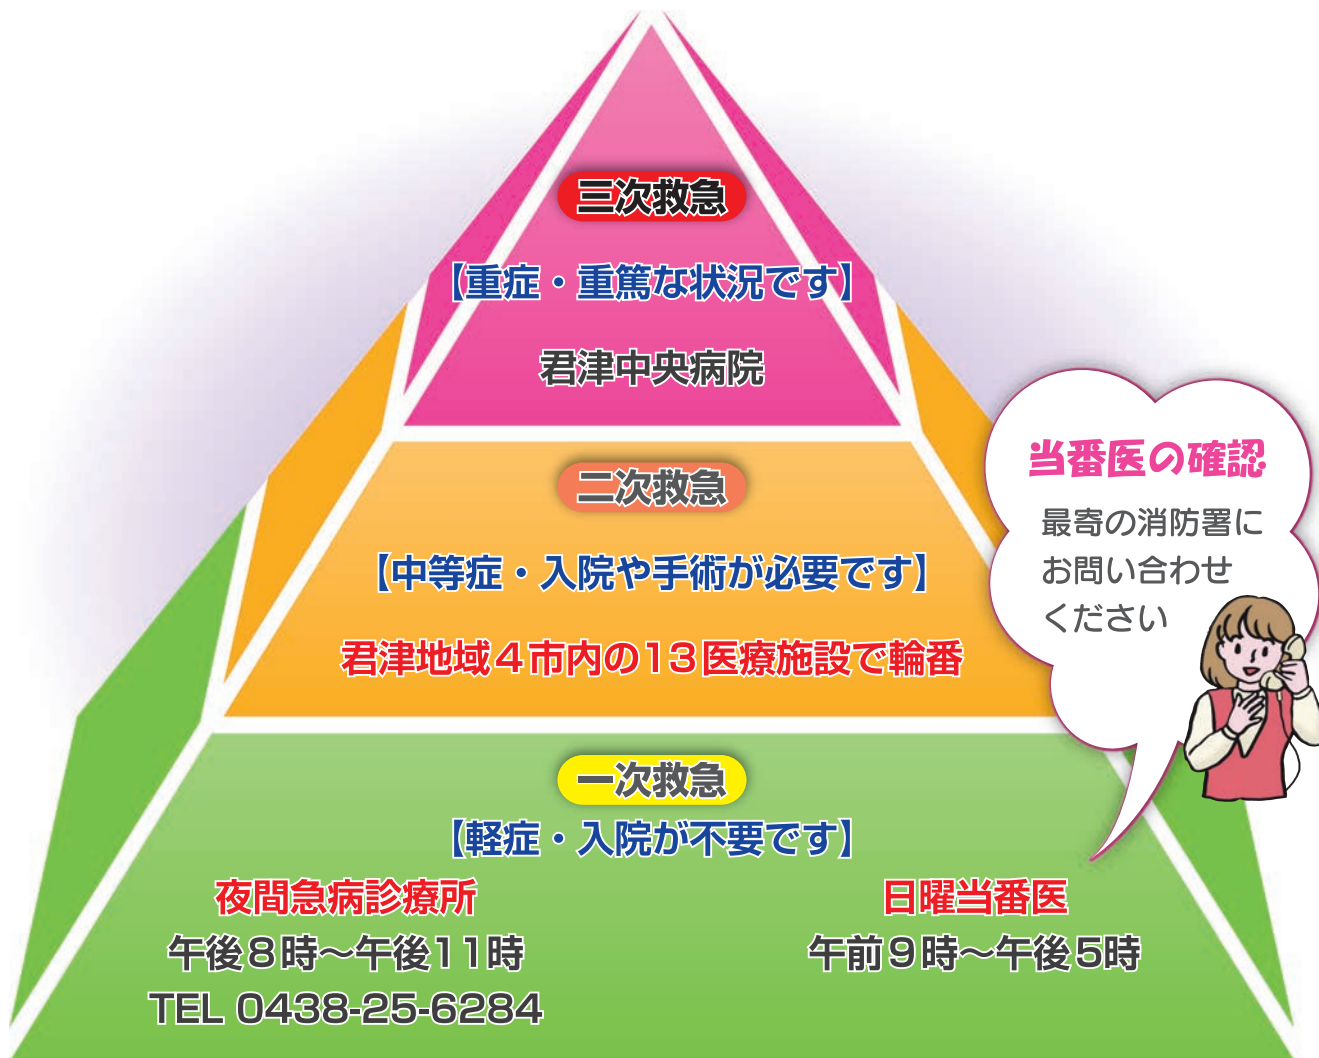 三次救急
【重症・重篤な状況です】
君津中央病院
二次救急
【中等症・入院や手術が必要です】
君津地域4市内の13医療施設で輪番
当番医の確認
最寄の消防署に
お問い合わせ
ください
一次救急
【軽症・入院が不要です】
夜間急病診療所
午後8時～午後11時
TEL 0438-25-6284
日曜当番医
午前9時～午後5時